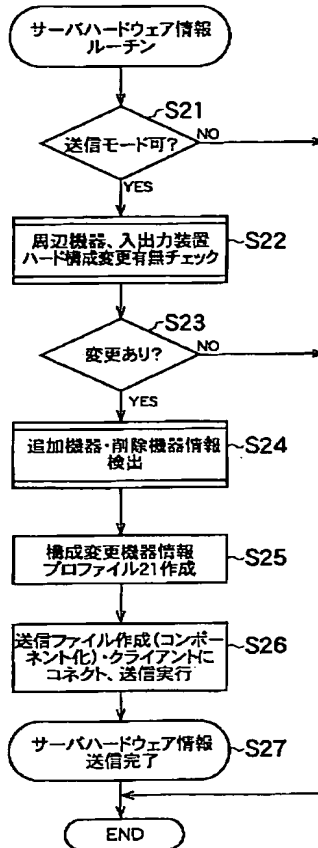 サーバハードウェア情報
ルーチン
S21
送信モード可?
NO
YES
周辺機器、入出力装置
ハード構成変更有無チェック
S22
S23
変更あり?
NO
YES
追加機器・削除機器情報
検出
S24
構成変更機器情報
プロファイル21作成
S25
送信ファイル作成(コンポ
ーネント化)・クライアントに
コネクト、送信実行
S26
サーバハードウェア情報
送信完了
S27
END